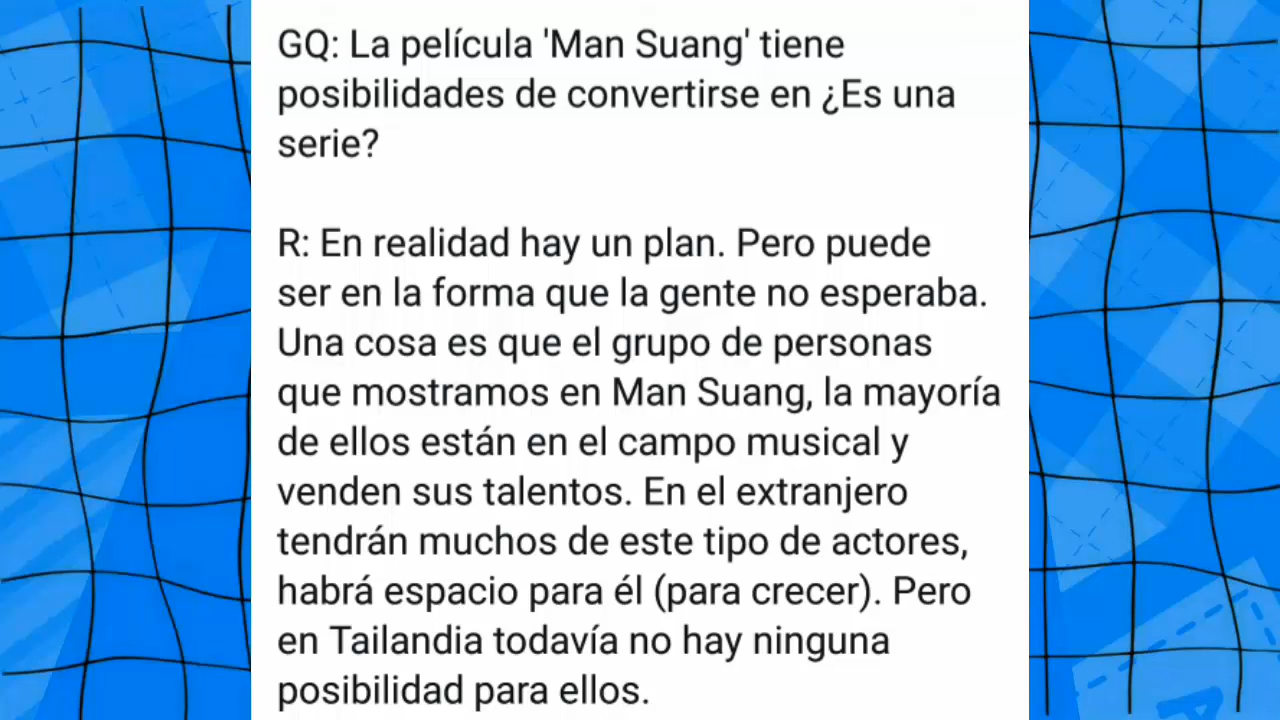 GQ: La película 'Man Suang' tiene
posibilidades de convertirse en ¿Es una
serie?
R: En realidad hay un plan. Pero puede
ser en la forma que la gente no esperaba.
Una cosa es que el grupo de personas
que mostramos en Man Suang, la mayoría
de ellos están en el campo musical y
venden sus talentos. En el extranjero
tendrán muchos de este tipo de actores,
habrá espacio para él (para crecer). Pero
en Tailandia todavía no hay ninguna
posibilidad para ellos.